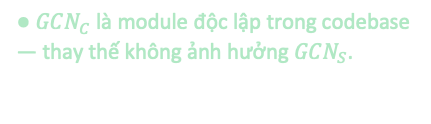 ● GCN_C là module độc lập trong codebase
— thay thế không ảnh hưởng GCN_S.